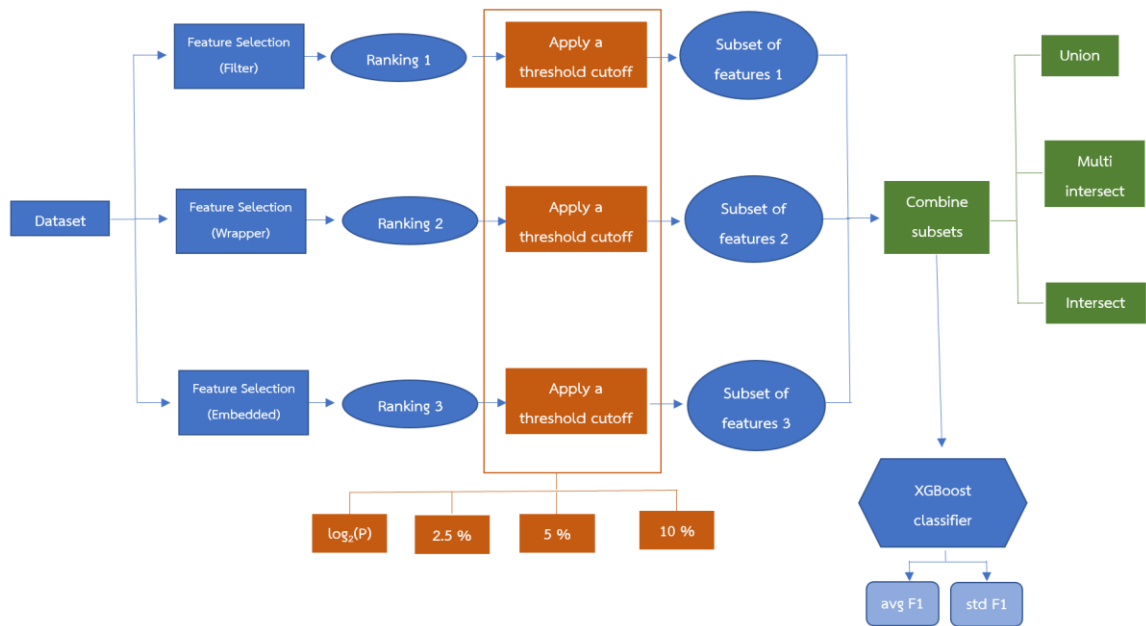 Feature Selection
(Filter)
Ranking 1
Apply a
threshold cutoff
Subset of
features 1
Union
Multi
intersect
Dataset
Feature Selection
(Wrapper)
Ranking 2
Apply a
threshold cutoff
Subset of
features 2
Combine
subsets
Intersect
Feature Selection
(Embedded)
Ranking 3
Apply a
threshold cutoff
Subset of
features 3
log₂(P)
2.5 %
5 %
10 %
XGBoost
classifier
avg F1
std F1